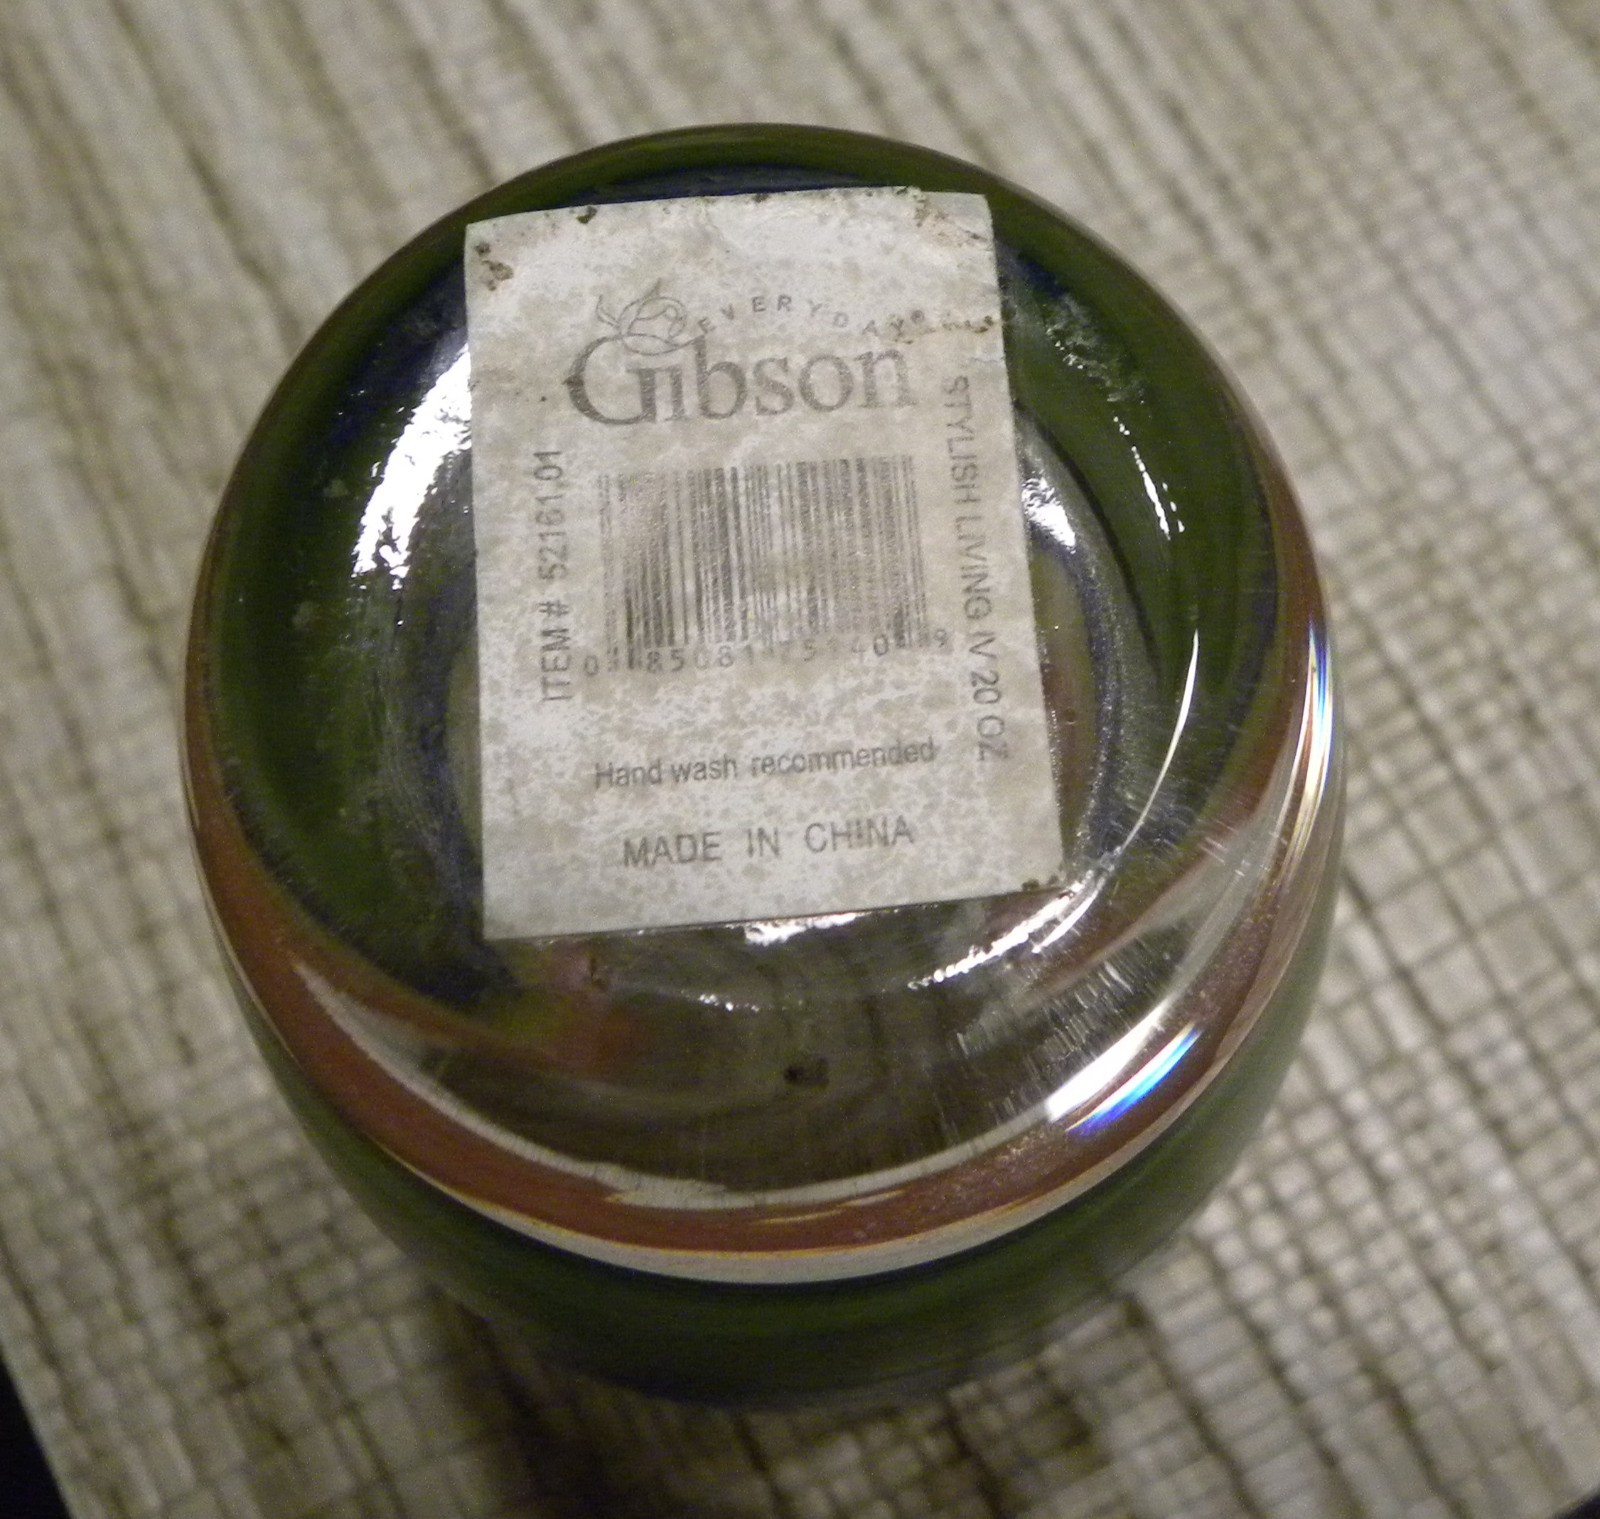 EVERYDAY®
Gibson
ITEM# 52161.01
STYLISH LIVING IV 20 OZ
Hand wash recommended
MADE IN CHINA